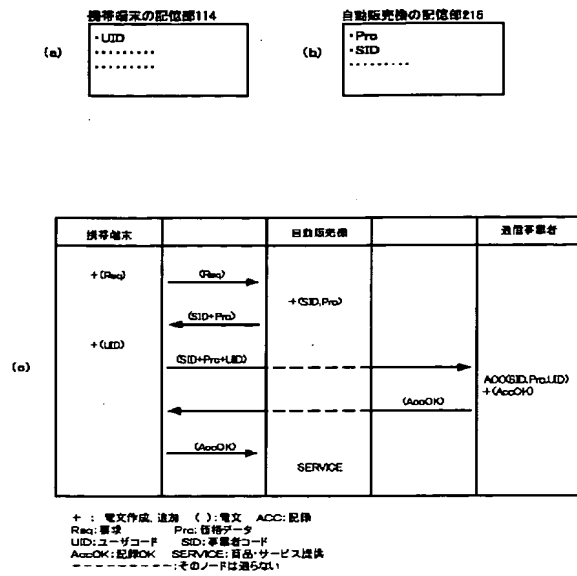 携帯端末の記憶部114
自動販売機の記憶部216
(a)
・UID
(b)
・Pro
・SID
携帯端末
自動販売機
通信事業者
+(Req)
(Req)
+(SID,Pro)
(SID+Pro)
+(UID)
(SID+Pro+UID)
(c)
ACC(SID,Pro,UID)
+(AccOK)
(AccOK)
(AccOK)
SERVICE
+ : 電文作成、追加 ( ):電文 ACC:記録
Req:要求 Pro:価格データ
UID:ユーザコード SID:事業者コード
AccOK:記録OK SERVICE:商品・サービス提供
---------:そのノードは通らない